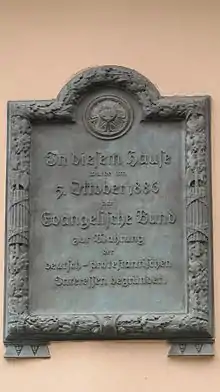 In diesem Hause
wurde am
5. Oktober 1886
der
Evangelische Bund
zur Wahrung
der
deutsch-protestantischen
Interessen begründet.